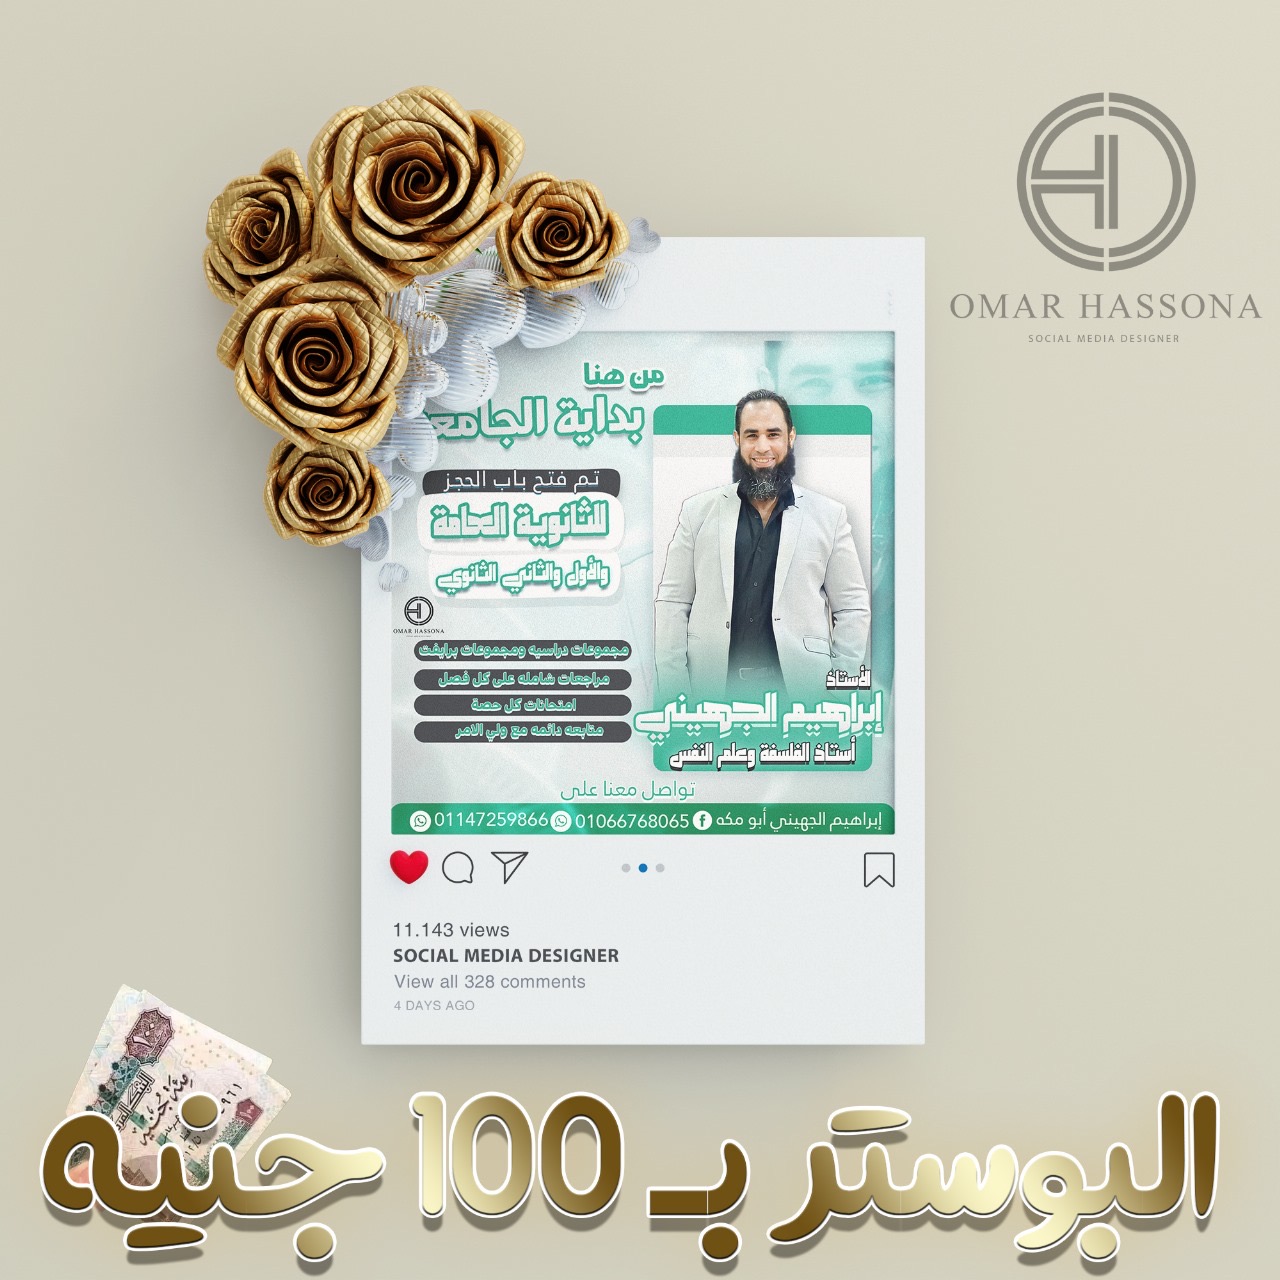 OMAR HASSONA
SOCIAL MEDIA DESIGNER
من هنا
بداية
تم فتح باب الحجز
للثانوية العامة
والأول والثاني الثانوي
OMAR HASSONA
مجموعات دراسيه ومجموعات برايفت
مراجعات شامله على كل فصل
امتحانات كل حصة
متابعه دائمه مع ولي الامر
الأستاذ
إبراهيم الجهيني
أستاذ الفلسفة وعلم النفس
تواصل معنا على
إبراهيم الجهيني أبو مكه 01066768065 01147259866
11.143 views
SOCIAL MEDIA DESIGNER
View all 328 comments
4 DAYS AGO
البوستر بـ 100 جنيه